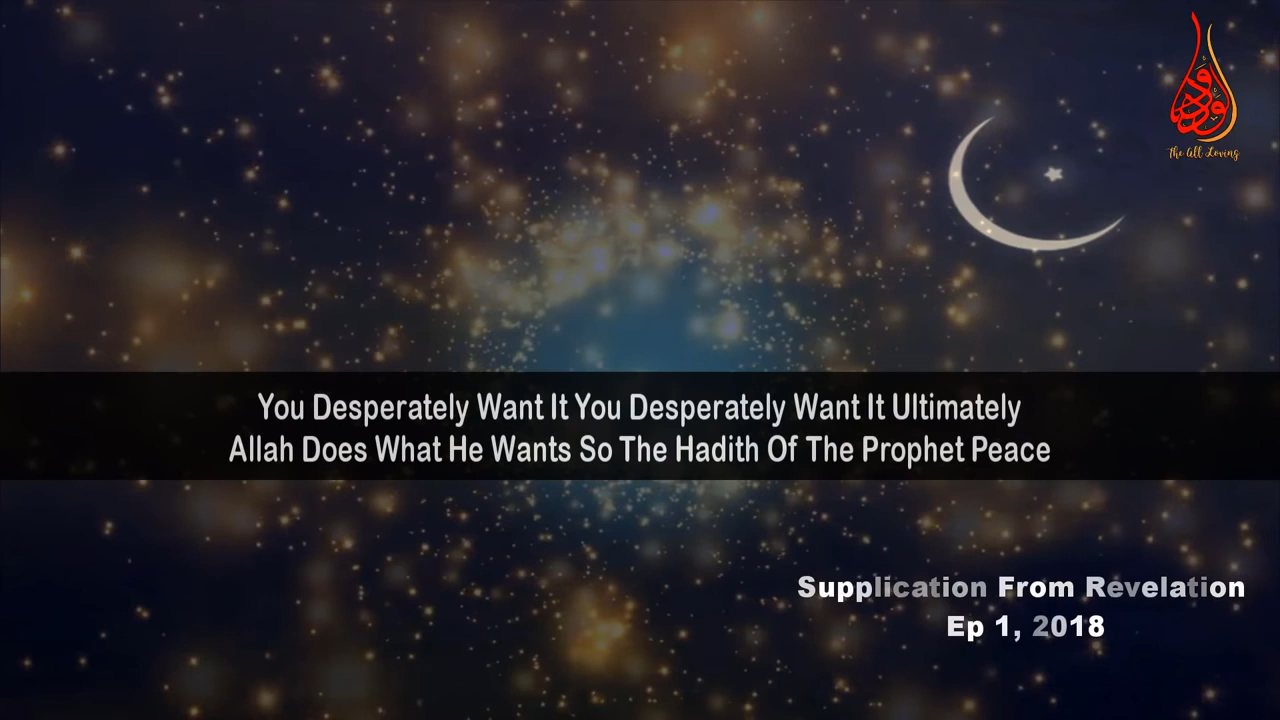 الودود
The All Loving
You Desperately Want It You Desperately Want It Ultimately
Allah Does What He Wants So The Hadith Of The Prophet Peace
Supplication From Revelation
Ep 1, 2018